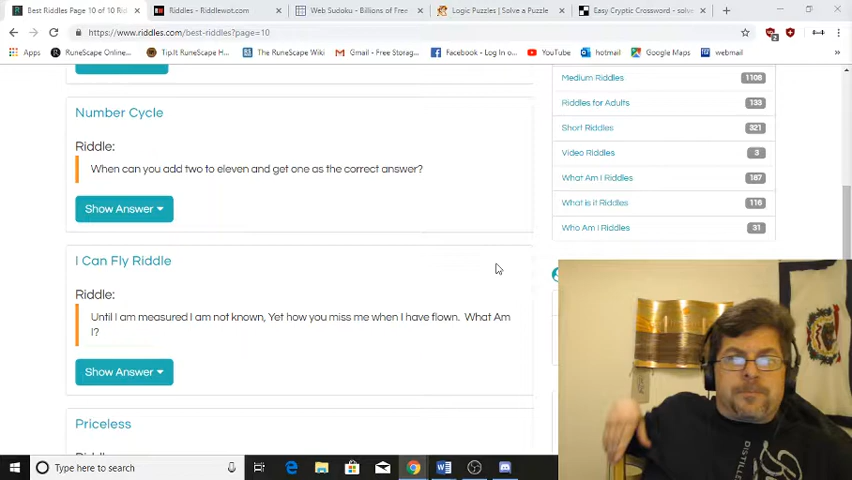 Best Riddles Page 10 of 10 Rid
Riddles - Riddlewot.com
Web Sudoku - Billions of Free
Logic Puzzles | Solve a Puzzle
Easy Cryptic Crossword - solve
https://www.riddles.com/best-riddles?page=10
Apps
RuneScape Online...
Tip.It RuneScape H...
The RuneScape Wiki
Gmail - Free Storag...
Facebook - Log In o...
YouTube
hotmail
Google Maps
webmail
Number Cycle
Riddle:
When can you add two to eleven and get one as the correct answer?
Show Answer
I Can Fly Riddle
Riddle:
Until I am measured I am not known, Yet how you miss me when I have flown. What Am
I?
Show Answer
Priceless
Medium Riddles 1108
Riddles for Adults 133
Short Riddles 321
Video Riddles 3
What Am I Riddles 167
What is it Riddles 116
Who Am I Riddles 31
Type here to search